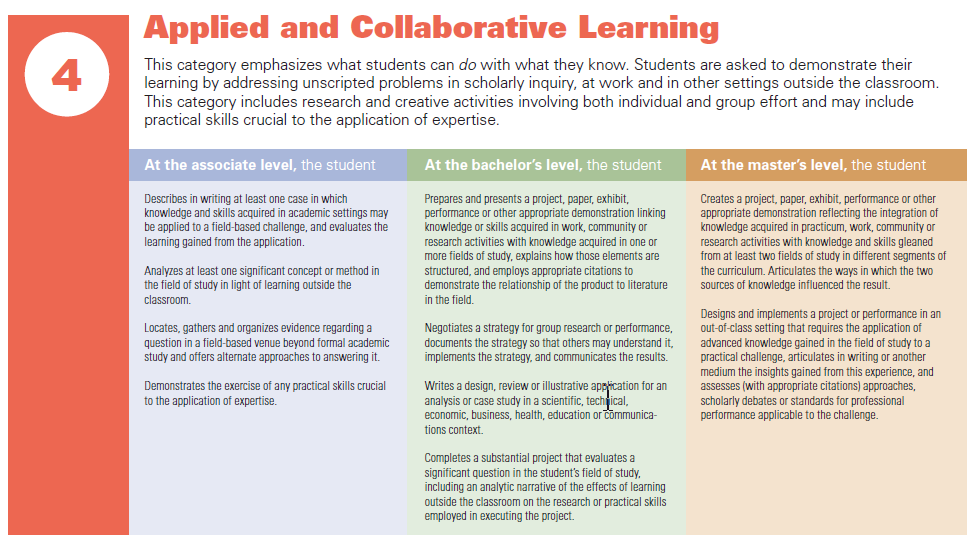 4
Applied and Collaborative Learning
This category emphasizes what students can do with what they know. Students are asked to demonstrate their
learning by addressing unscripted problems in scholarly inquiry, at work and in other settings outside the classroom.
This category includes research and creative activities involving both individual and group effort and may include
practical skills crucial to the application of expertise.
At the associate level, the student
Describes in writing at least one case in which
knowledge and skills acquired in academic settings may
be applied to a field-based challenge, and evaluates the
learning gained from the application.
Analyzes at least one significant concept or method in
the field of study in light of learning outside the
classroom.
Locates, gathers and organizes evidence regarding a
question in a field-based venue beyond formal academic
study and offers alternate approaches to answering it.
Demonstrates the exercise of any practical skills crucial
to the application of expertise.
At the bachelor's level, the student
Prepares and presents a project, paper, exhibit,
performance or other appropriate demonstration linking
knowledge or skills acquired in work, community or
research activities with knowledge acquired in one or
more fields of study, explains how those elements are
structured, and employs appropriate citations to
demonstrate the relationship of the product to literature
in the field.
Negotiates a strategy for group research or performance,
documents the strategy so that others may understand it,
implements the strategy, and communicates the results.
Writes a design, review or illustrative application for an
analysis or case study in a scientific, technical,
economic, business, health, education or communica-
tions context.
Completes a substantial project that evaluates a
significant question in the student's field of study,
including an analytic narrative of the effects of learning
outside the classroom on the research or practical skills
employed in executing the project.
At the master's level, the student
Creates a project, paper, exhibit, performance or other
appropriate demonstration reflecting the integration of
knowledge acquired in practicum, work, community or
research activities with knowledge and skills gleaned
from at least two fields of study in different segments of
the curriculum. Articulates the ways in which the two
sources of knowledge influenced the result.
Designs and implements a project or performance in an
out-of-class setting that requires the application of
advanced knowledge gained in the field of study to a
practical challenge, articulates in writing or another
medium the insights gained from this experience, and
assesses (with appropriate citations) approaches,
scholarly debates or standards for professional
performance applicable to the challenge.